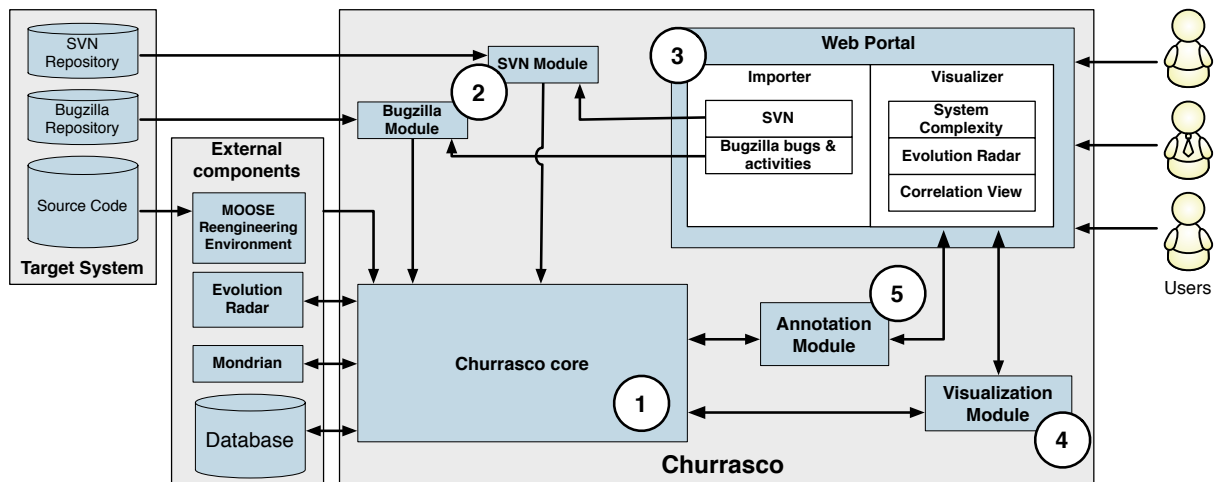 SVN
Repository
Bugzilla
Repository
Source Code
Target System
External
components
MOOSE
Reengineering
Environment
Evolution
Radar
Mondrian
Database
SVN Module
2
Bugzilla
Module
Churrasco core
1
3
Web Portal
Importer
SVN
Bugzilla bugs &
activities
Visualizer
System
Complexity
Evolution Radar
Correlation View
5
Annotation
Module
Visualization
Module
4
Churrasco
Users